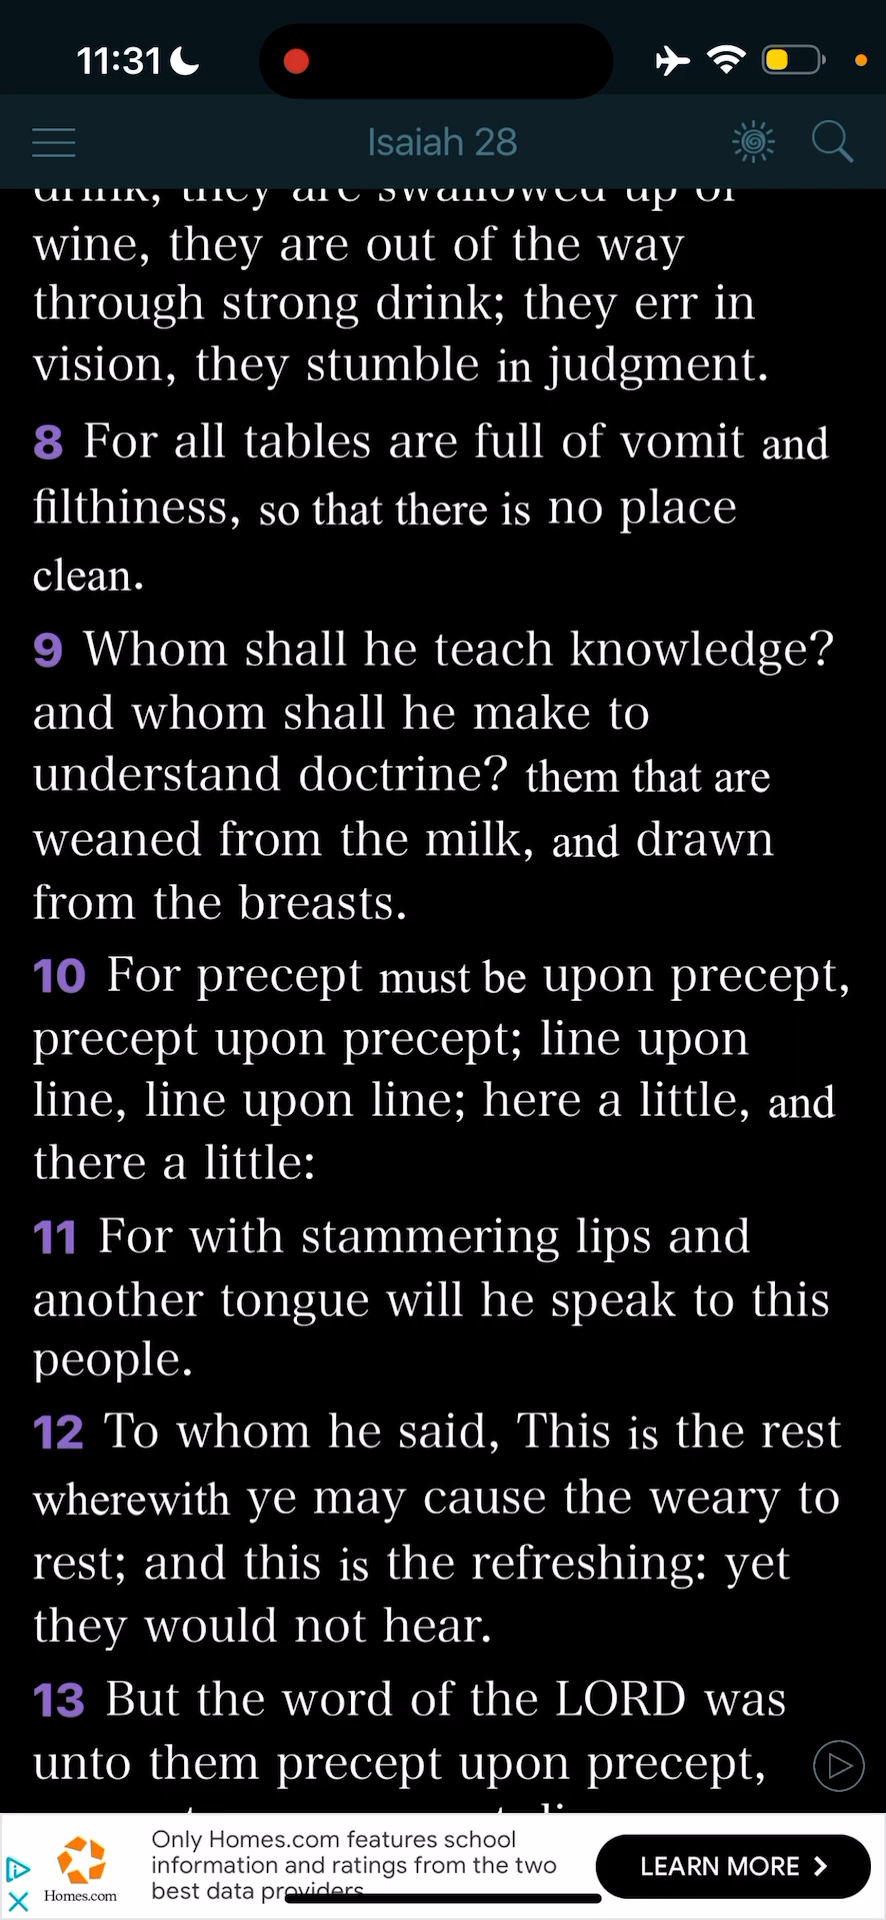 11:31
Isaiah 28
drink, they are swallowed up of
wine, they are out of the way
through strong drink; they err in
vision, they stumble in judgment.
8 For all tables are full of vomit and
filthiness, so that there is no place
clean.
9 Whom shall he teach knowledge?
and whom shall he make to
understand doctrine? them that are
weaned from the milk, and drawn
from the breasts.
10 For precept must be upon precept,
precept upon precept; line upon
line, line upon line; here a little, and
there a little:
11 For with stammering lips and
another tongue will he speak to this
people.
12 To whom he said, This is the rest
wherewith ye may cause the weary to
rest; and this is the refreshing: yet
they would not hear.
13 But the word of the LORD was
unto them precept upon precept,
Only Homes.com features school
information and ratings from the two
best data providers
Homes.com
LEARN MORE